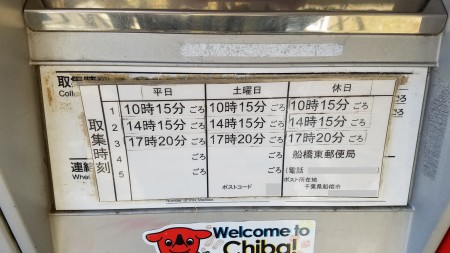 取集時刻
平日 土曜日 休日
1 10時15分ごろ 10時15分ごろ 10時15分ごろ
2 14時15分ごろ 14時15分ごろ 14時15分ごろ
3 17時20分ごろ 17時20分ごろ 17時20分ごろ
4 ごろ ごろ 船橋東郵便局
5 ごろ ごろ (電話
ポストコード
ポスト所在地
千葉県船橋市
連絡
Whe
Welcome to
Chiba!